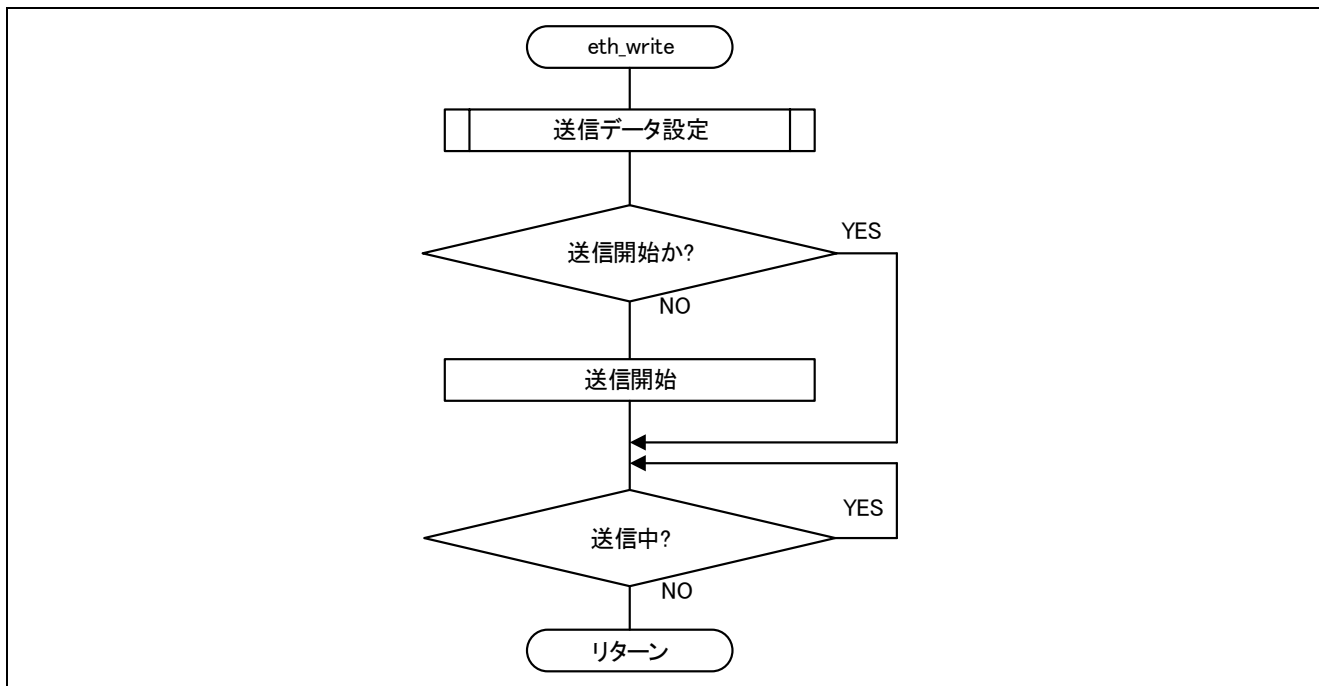 eth_write
送信データ設定
送信開始か?
YES
NO
送信開始
送信中?
YES
NO
リターン